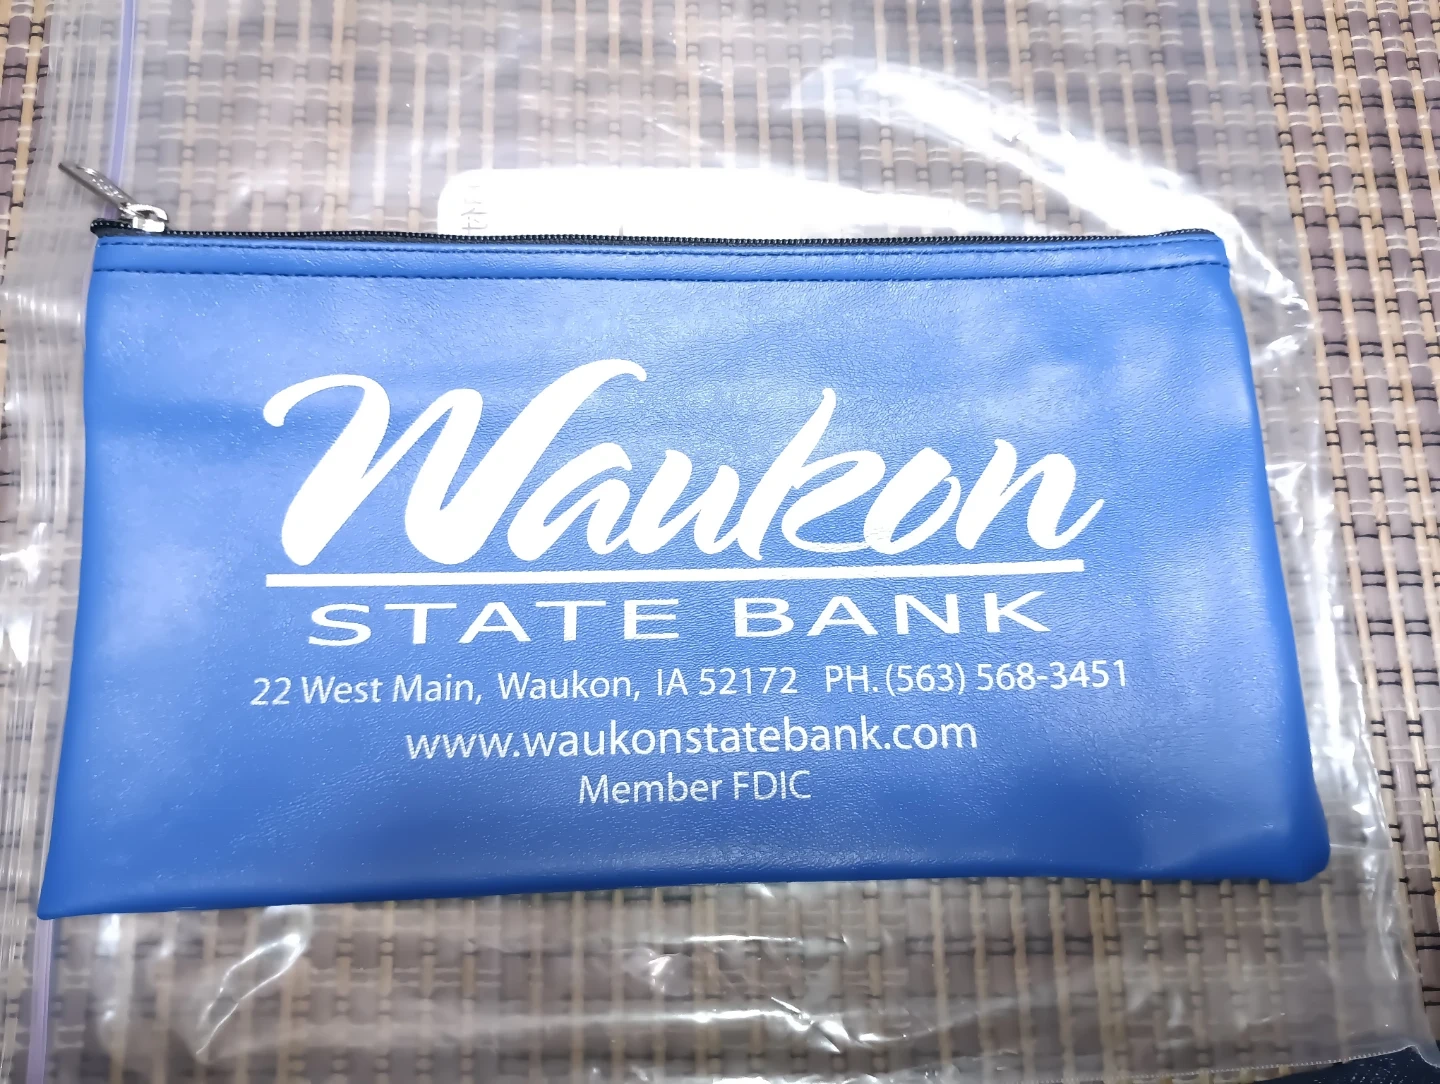 Waukon
STATE BANK
22 West Main, Waukon, IA 52172 PH. (563) 568-3451
www.waukonstatebank.com
Member FDIC